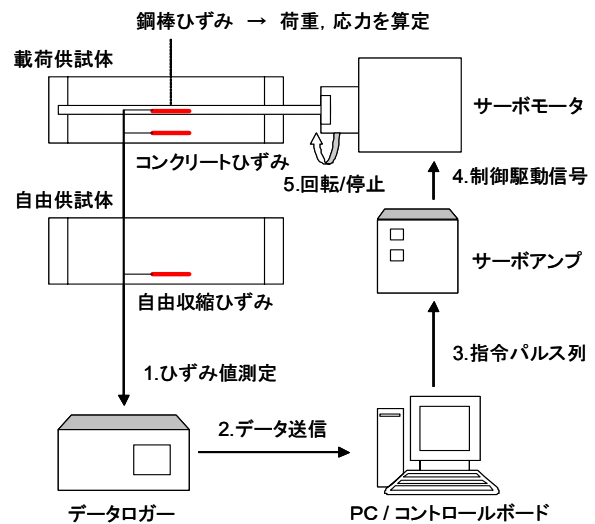 鋼棒ひずみ → 荷重, 応力を算定
載荷供試体
サーボモータ
コンクリートひずみ
5.回転/停止
4.制御駆動信号
自由供試体
サーボアンプ
自由収縮ひずみ
3.指令パルス列
1.ひずみ値測定
2.データ送信
データロガー
PC / コントロールボード